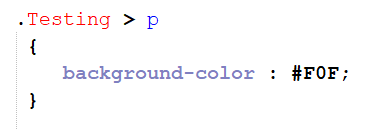 .Testing > p
{
background-color : #F0F;
}